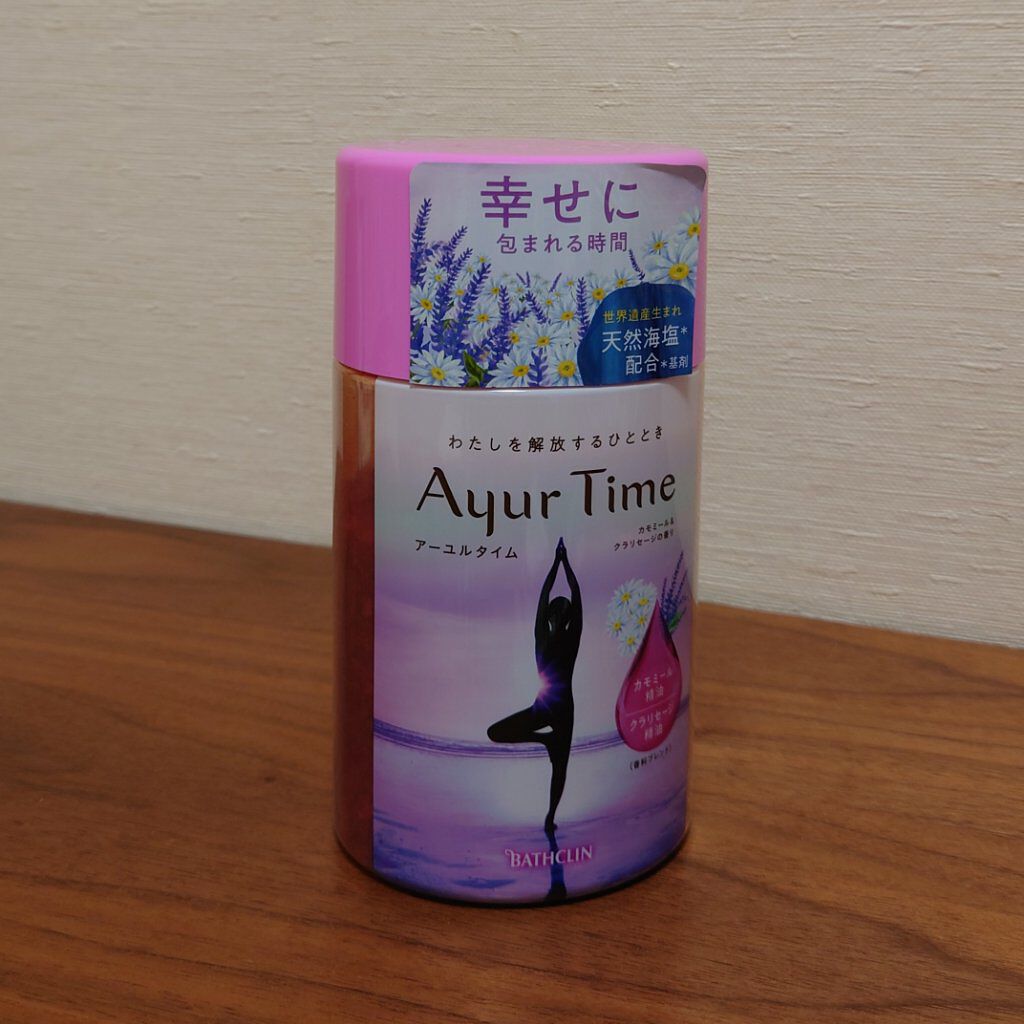 幸せに
包まれる時間
世界遺産生まれ
天然海塩*
配合*基剤
わたしを解放するひととき
Ayur Time
アーユルタイム
カモミール&
クラリセージの香り
カモミール
精油
クラリセージ
精油
(香料ブレンド)
BATHCLIN